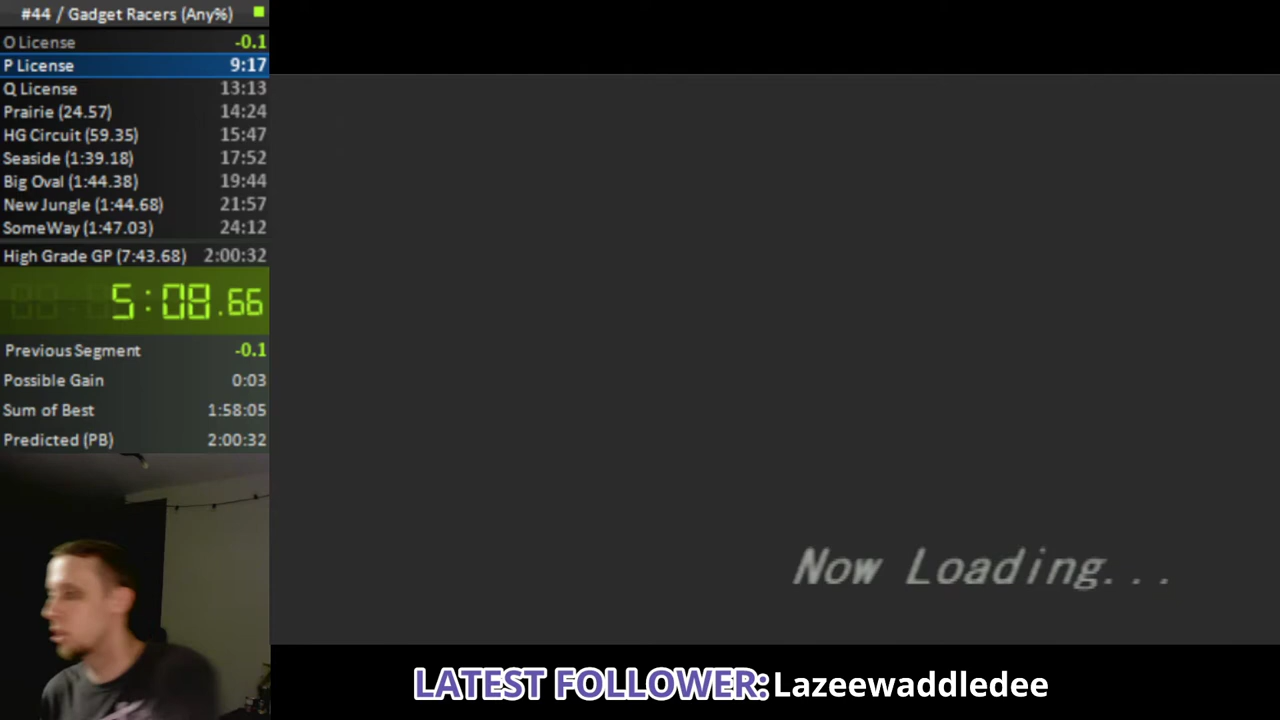 #44 / Gadget Racers (Any%)
O License -0.1
P License 9:17
Q License 13:13
Prairie (24.57) 14:24
HG Circuit (59.35) 15:47
Seaside (1:39.18) 17:52
Big Oval (1:44.38) 19:44
New Jungle (1:44.68) 21:57
SomeWay (1:47.03) 24:12
High Grade GP (7:43.68) 2:00:32
5:08.66
Previous Segment -0.1
Possible Gain 0:03
Sum of Best 1:58:05
Predicted (PB) 2:00:32
Now Loading...
LATEST FOLLOWER: Lazeewaddledee